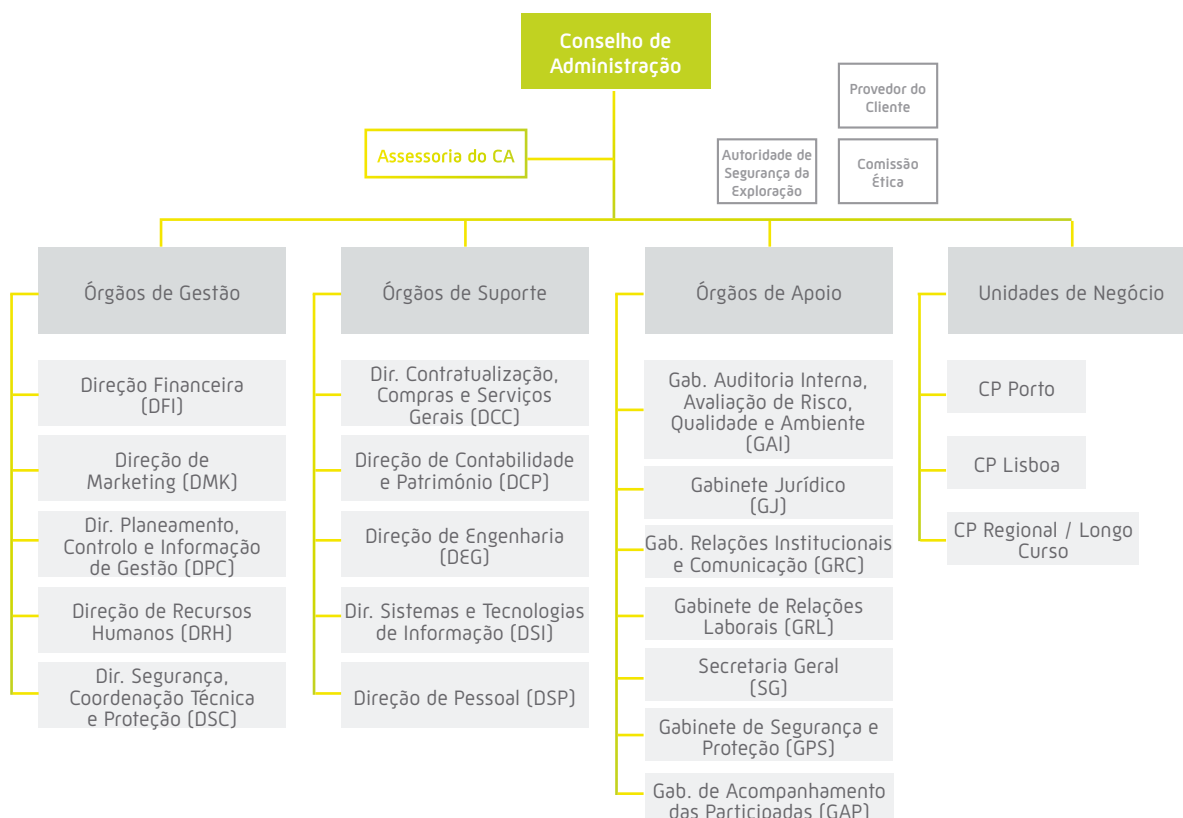 Conselho de
Administração
Provedor do
Cliente
Assessoria do CA
Autoridade de
Segurança da
Exploração
Comissão
Ética
Órgãos de Gestão
Direção Financeira
(DFI)
Direção de
Marketing (DMK)
Dir. Planeamento,
Controlo e Informação
de Gestão (DPC)
Direção de Recursos
Humanos (DRH)
Dir. Segurança,
Coordenação Técnica
e Proteção (DSC)
Órgãos de Suporte
Dir. Contratualização,
Compras e Serviços
Gerais (DCC)
Direção de Contabilidade
e Património (DCP)
Direção de Engenharia
(DEG)
Dir. Sistemas e Tecnologias
de Informação (DSI)
Direção de Pessoal (DSP)
Órgãos de Apoio
Gab. Auditoria Interna,
Avaliação de Risco,
Qualidade e Ambiente
(GAI)
Gabinete Jurídico
(GJ)
Gab. Relações Institucionais
e Comunicação (GRC)
Gabinete de Relações
Laborais (GRL)
Secretaria Geral
(SG)
Gabinete de Segurança e
Proteção (GPS)
Gab. de Acompanhamento
das Participadas (GAP)
Unidades de Negócio
CP Porto
CP Lisboa
CP Regional / Longo
Curso